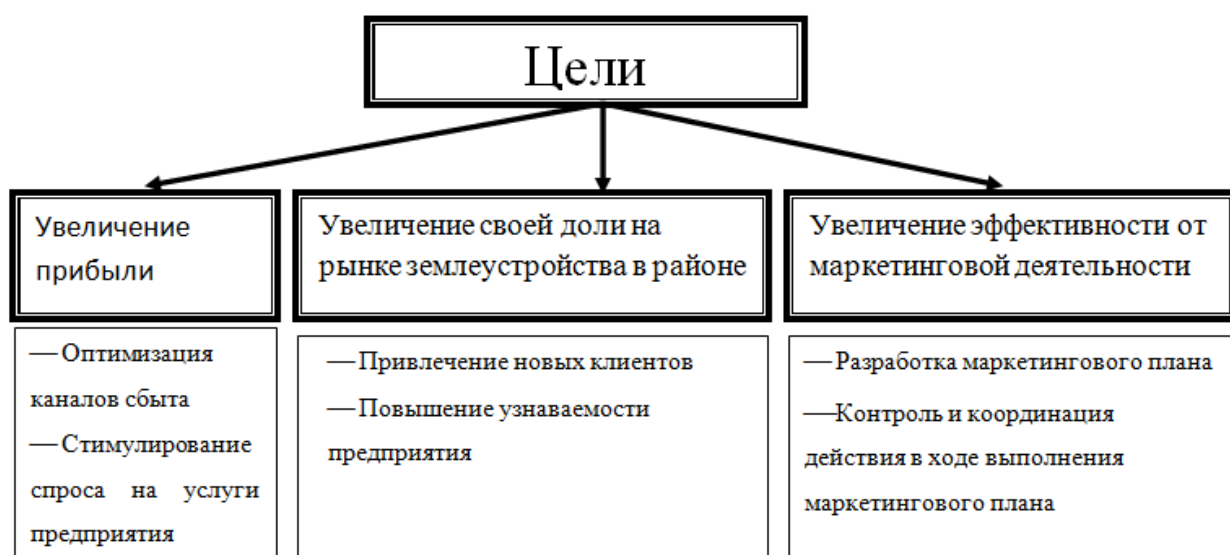 Цели
Увеличение
прибыли
— Оптимизация
каналов сбыта
— Стимулирование
спроса на услуги
предприятия
Увеличение своей доли на
рынке землеустройства в районе
— Привлечение новых клиентов
— Повышение узнаваемости
предприятия
Увеличение эффективности от
маркетинговой деятельности
— Разработка маркетингового плана
— Контроль и координация
действия в ходе выполнения
маркетингового плана